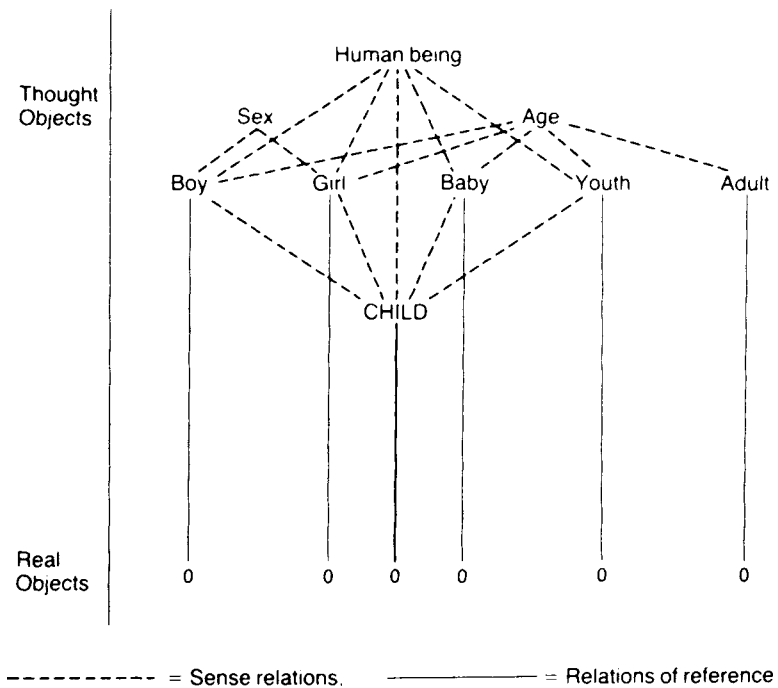 Human being
Thought
Objects
Sex
Age
Boy
Girl
Baby
Youth
Adult
CHILD
Real
Objects
0 0 0 0 0 0
= Sense relations.
= Relations of reference